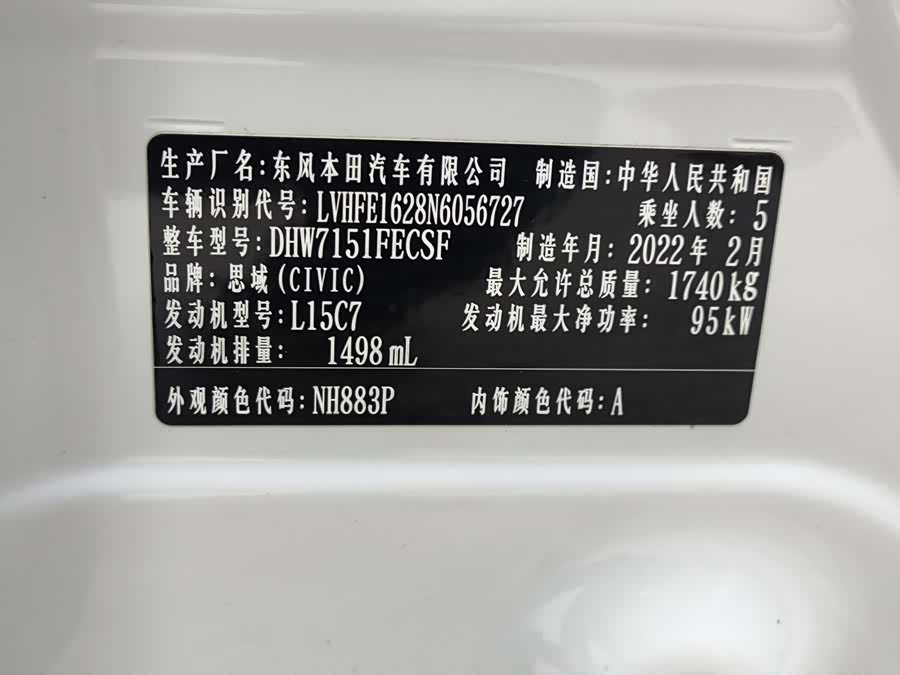 生产厂名:东风本田汽车有限公司 制造国:中华人民共和国
车辆识别代号:LVHFE1628N6056727 乘坐人数:5
整车型号:DHW7151FECSF 制造年月:2022年2月
品牌:思域(CIVIC) 最大允许总质量:1740kg
发动机型号:L15C7 发动机最大净功率:95kW
发动机排量:1498mL
外观颜色代码:NH883P 内饰颜色代码:A